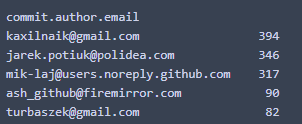 commit.author.email
kaxilnaik@gmail.com 394
jarek.potiuk@polidea.com 346
mik-laj@users.noreply.github.com 317
ash_github@firemirror.com 90
turbaszek@gmail.com 82